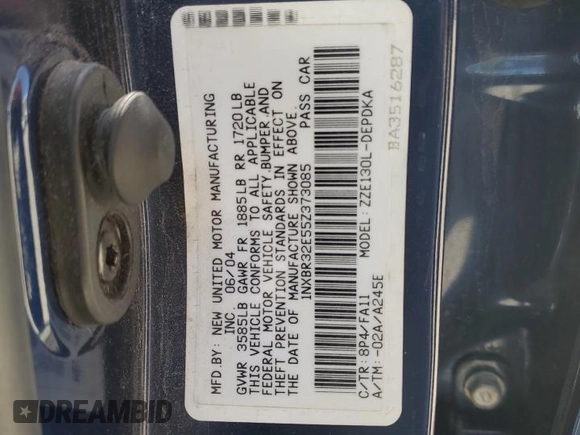 MFD.BY: NEW UNITED MOTOR MANUFACTURING
INC. 06/04
GVWR 3585LB GAWR FR 1885LB RR 1720LB
THIS VEHICLE CONFORMS TO ALL APPLICABLE
FEDERAL MOTOR VEHICLE SAFETY,BUMPER,AND
THEFT PREVENTION STANDARDS IN EFFECT ON
THE DATE OF MANUFACTURE SHOWN ABOVE.
1NXBR32E55Z373085 PASS CAR
C/TR: 8B4/FA11 MODEL: ZZE130L-DEPDKA
A/TM: -02A/A245E
BA3516287
DREAMBID